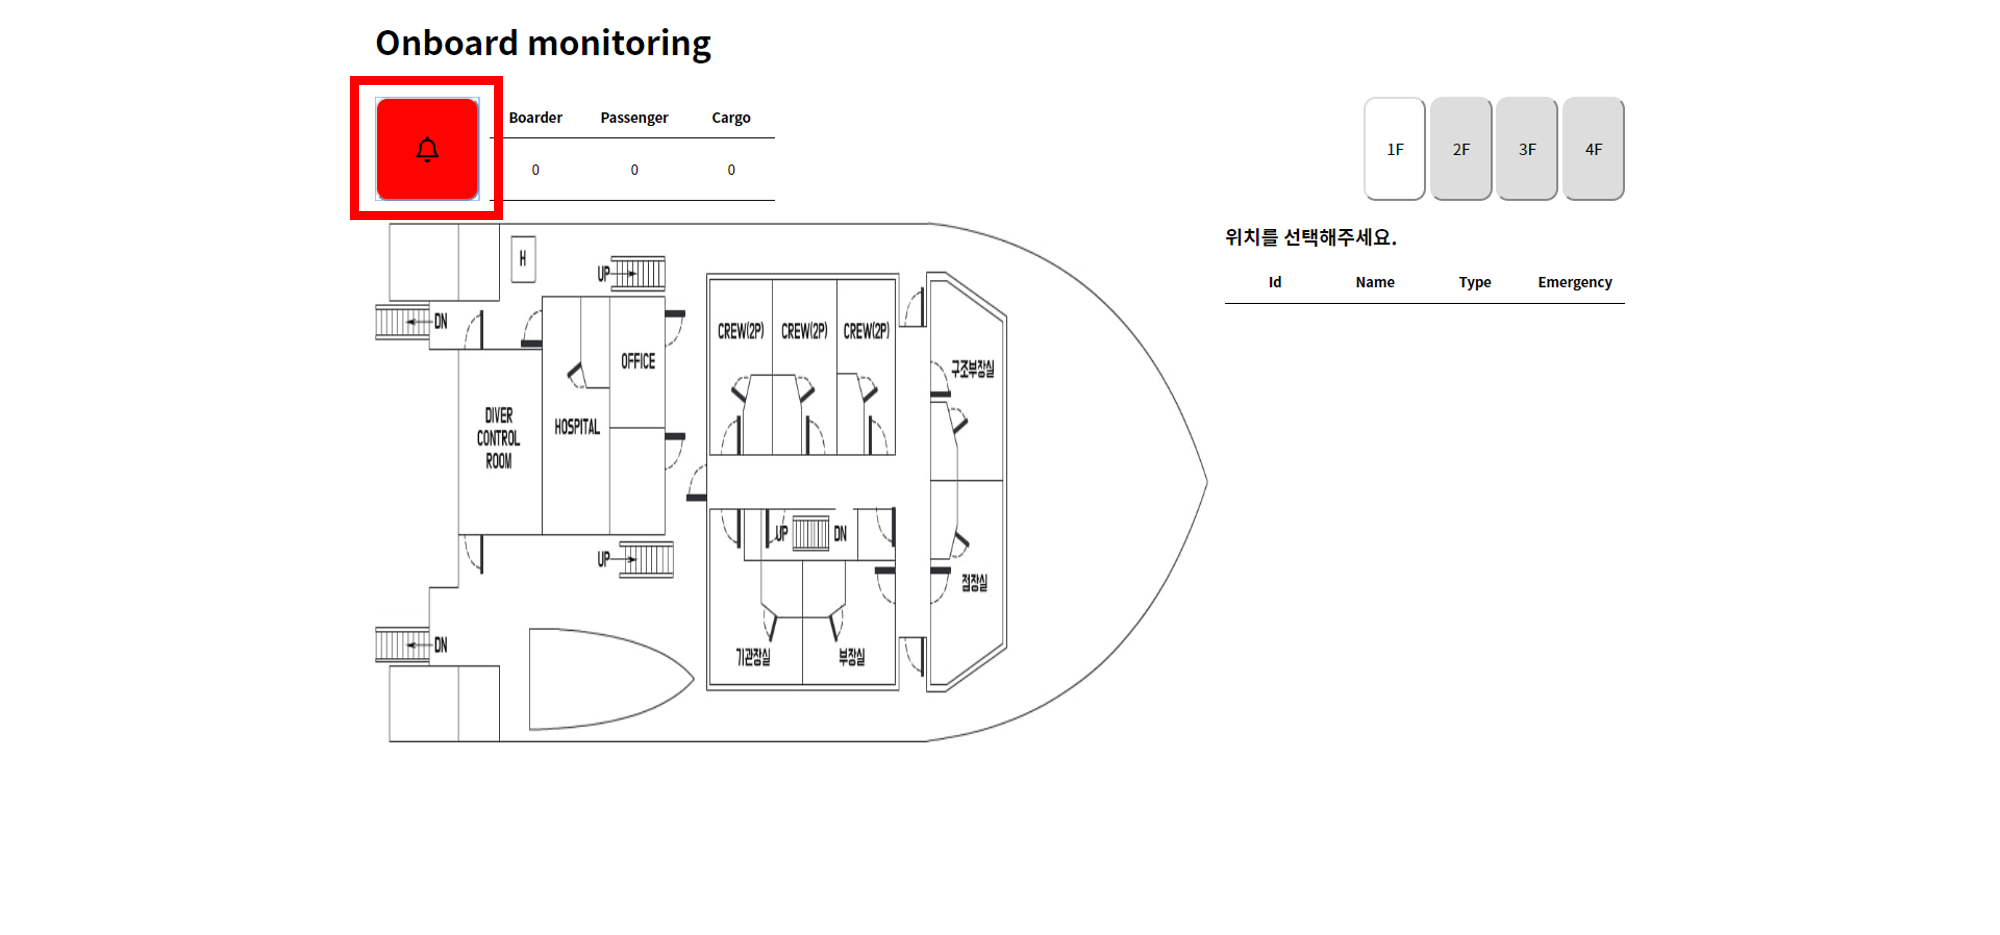 Onboard monitoring
Boarder Passenger Cargo
0 0 0
1F 2F 3F 4F
위치를 선택해주세요.
Id Name Type Emergency
H
UP
DN
OFFICE
CREW(2P) CREW(2P) CREW(2P)
구조부장실
DIVER
CONTROL
ROOM
HOSPITAL
UP DN
UP
점장실
DN
기관장실 부장실